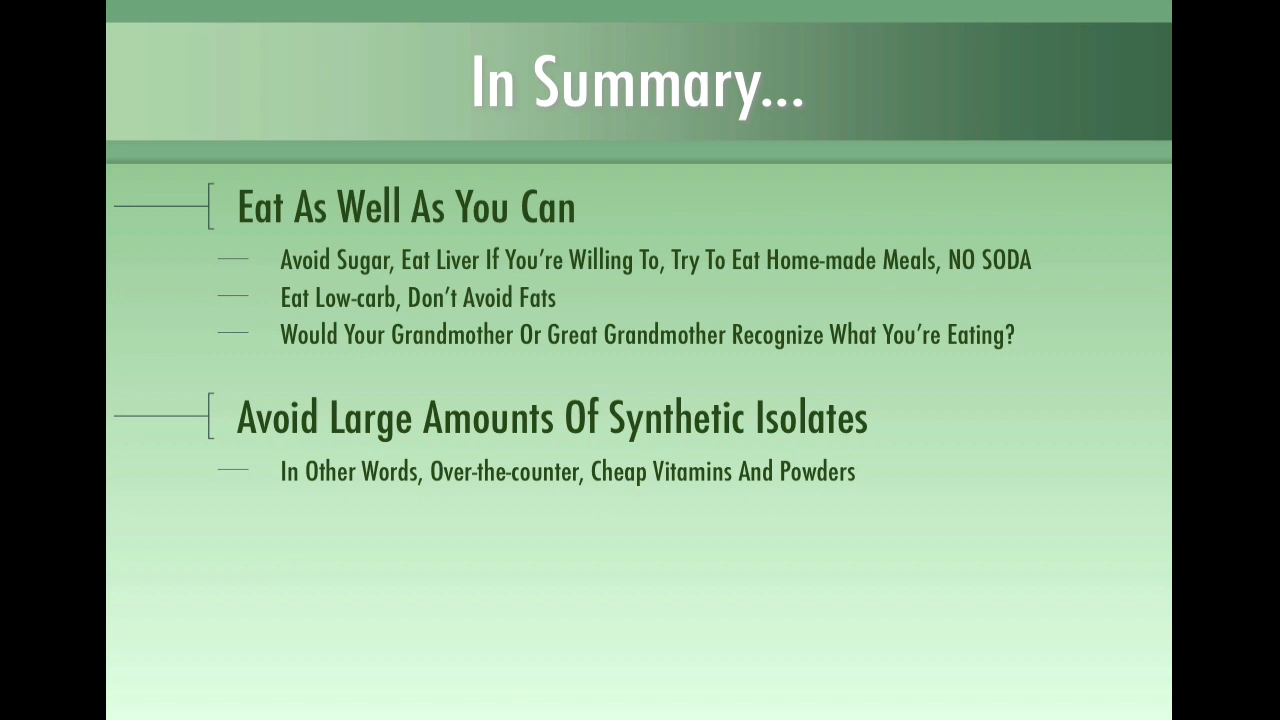 In Summary...
Eat As Well As You Can
Avoid Sugar, Eat Liver If You're Willing To, Try To Eat Home-made Meals, NO SODA
Eat Low-carb, Don't Avoid Fats
Would Your Grandmother Or Great Grandmother Recognize What You're Eating?
Avoid Large Amounts Of Synthetic Isolates
In Other Words, Over-the-counter, Cheap Vitamins And Powders